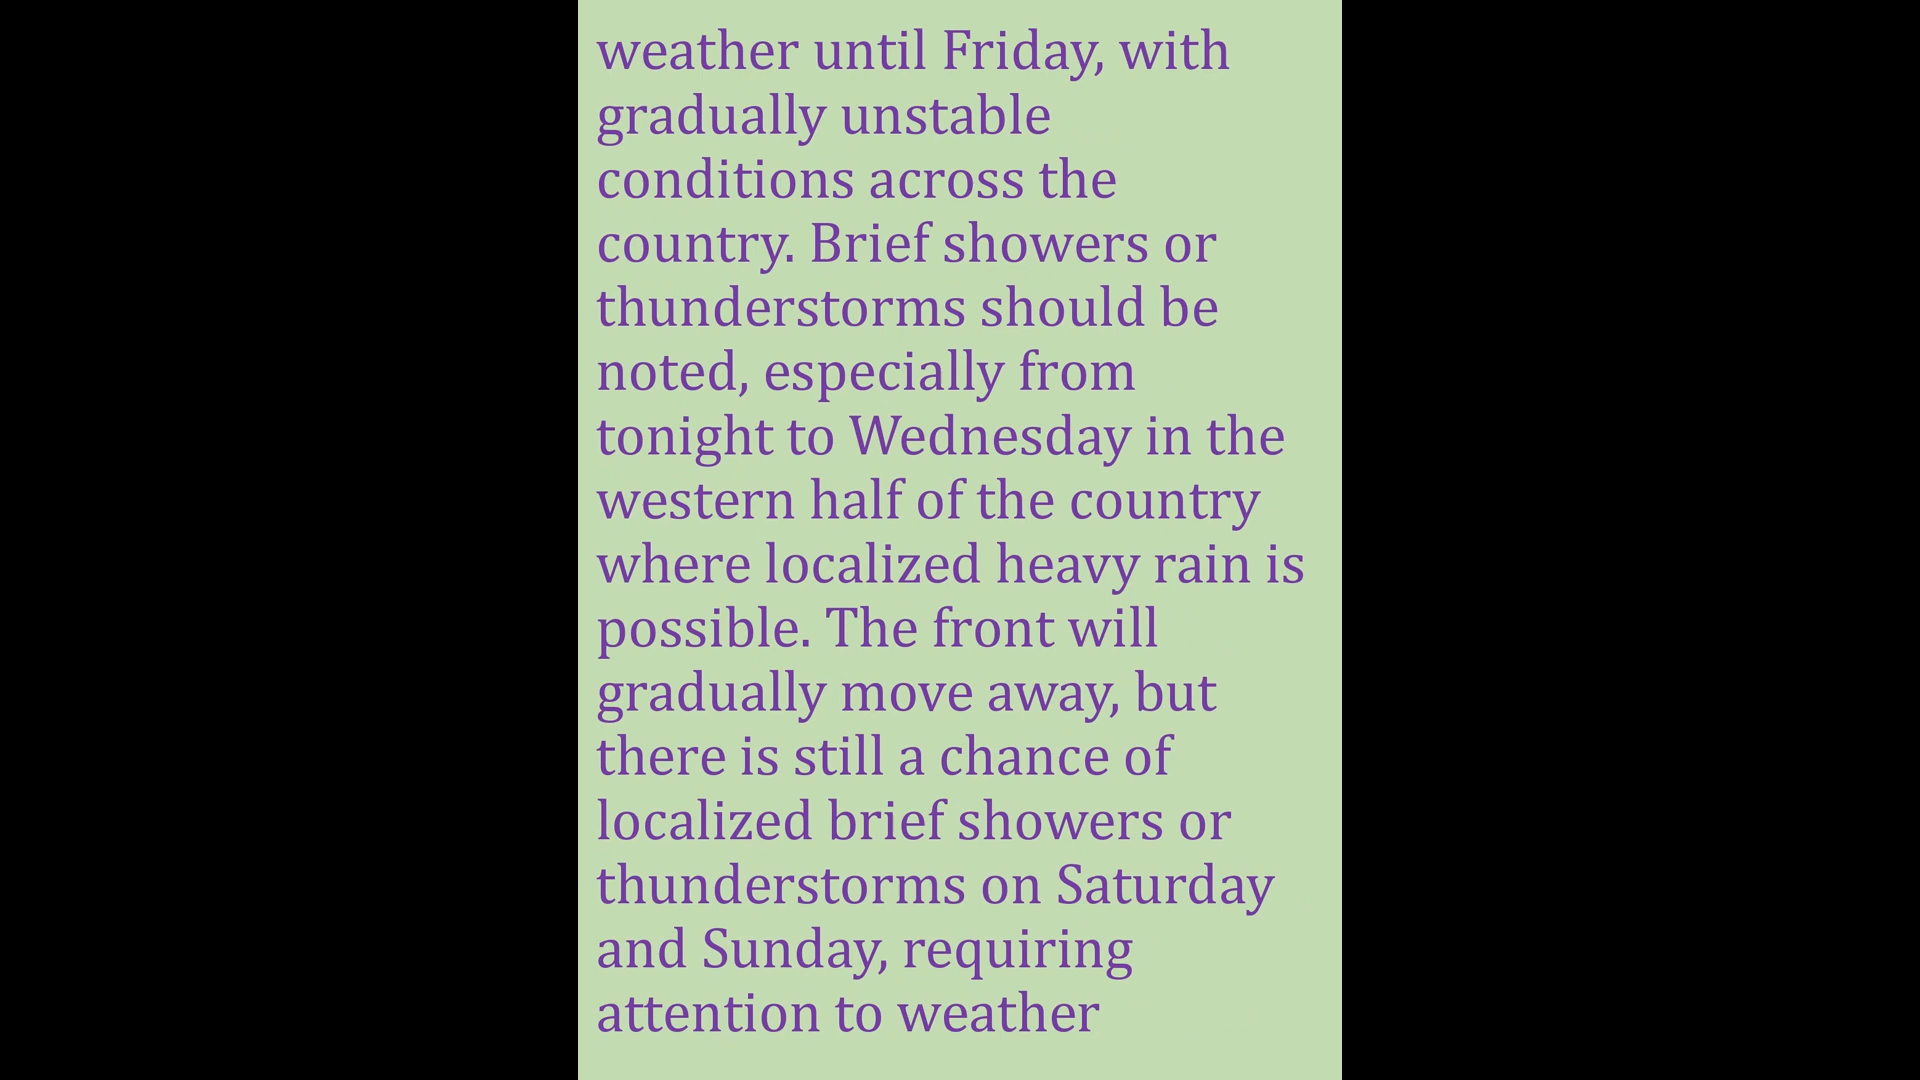 weather until Friday, with
gradually unstable
conditions across the
country. Brief showers or
thunderstorms should be
noted, especially from
tonight to Wednesday in the
western half of the country
where localized heavy rain is
possible. The front will
gradually move away, but
there is still a chance of
localized brief showers or
thunderstorms on Saturday
and Sunday, requiring
attention to weather